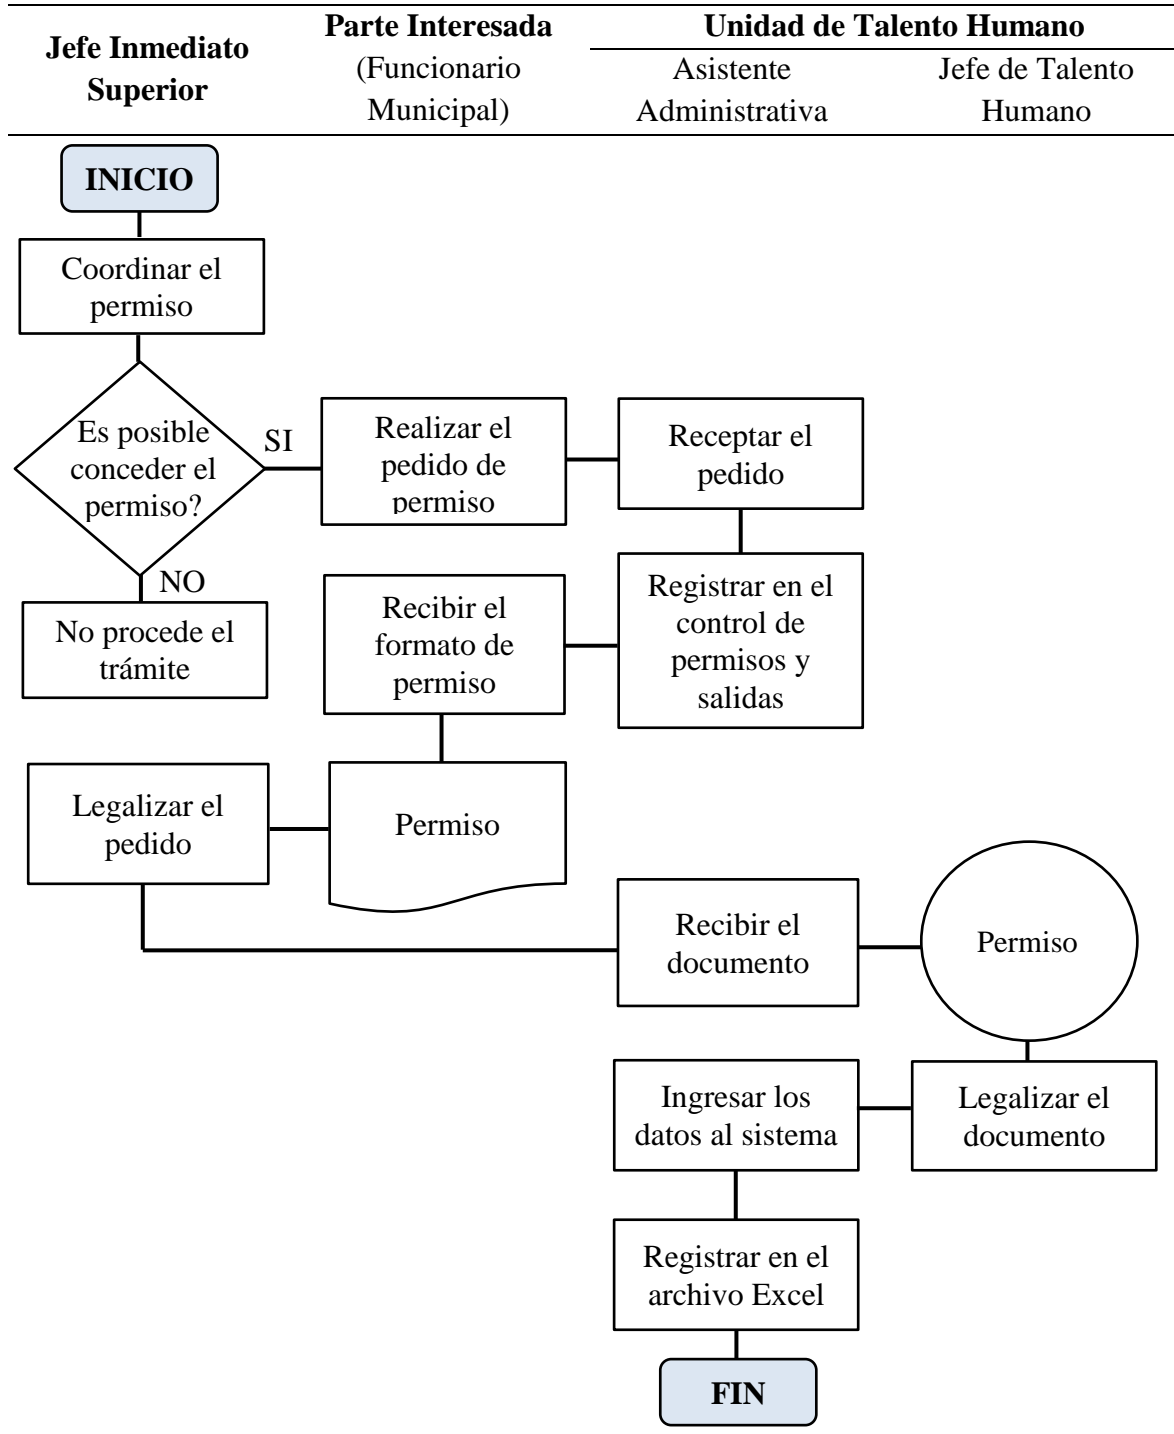 Jefe Inmediato
Superior
Parte Interesada
(Funcionario
Municipal)
Unidad de Talento Humano
Asistente
Administrativa
Jefe de Talento
Humano
INICIO
Coordinar el
permiso
Es posible
conceder el
permiso?
SI
Realizar el
pedido de
permiso
Receptar el
pedido
NO
No procede el
trámite
Recibir el
formato de
permiso
Registrar en el
control de
permisos y
salidas
Legalizar el
pedido
Permiso
Recibir el
documento
Permiso
Ingresar los
datos al sistema
Legalizar el
documento
Registrar en el
archivo Excel
FIN